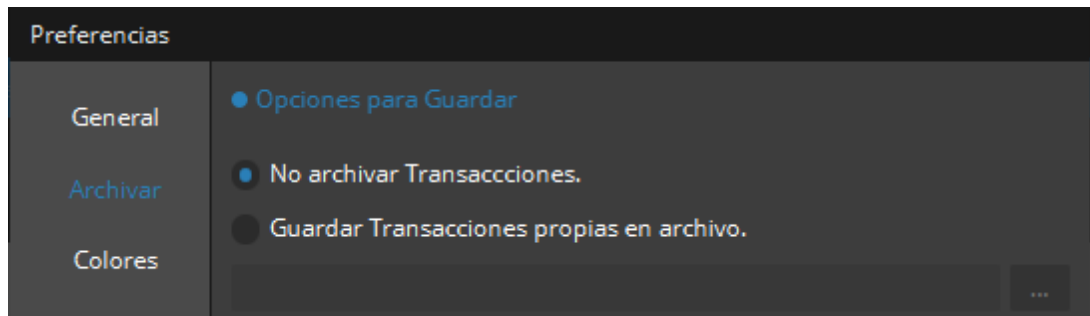 Preferencias
General
Archivar
Colores
Opciones para Guardar
No archivar Transaccciones.
Guardar Transacciones propias en archivo.
...